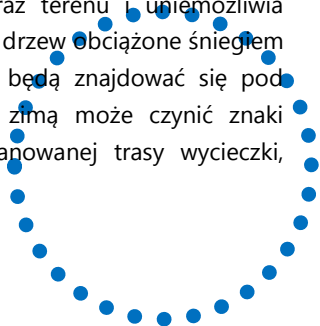 raz terenu i uniemożliwia
drzew obciążone śniegiem
będą znajdować się pod
zimą może czynić znaki
anowanej trasy wycieczki,